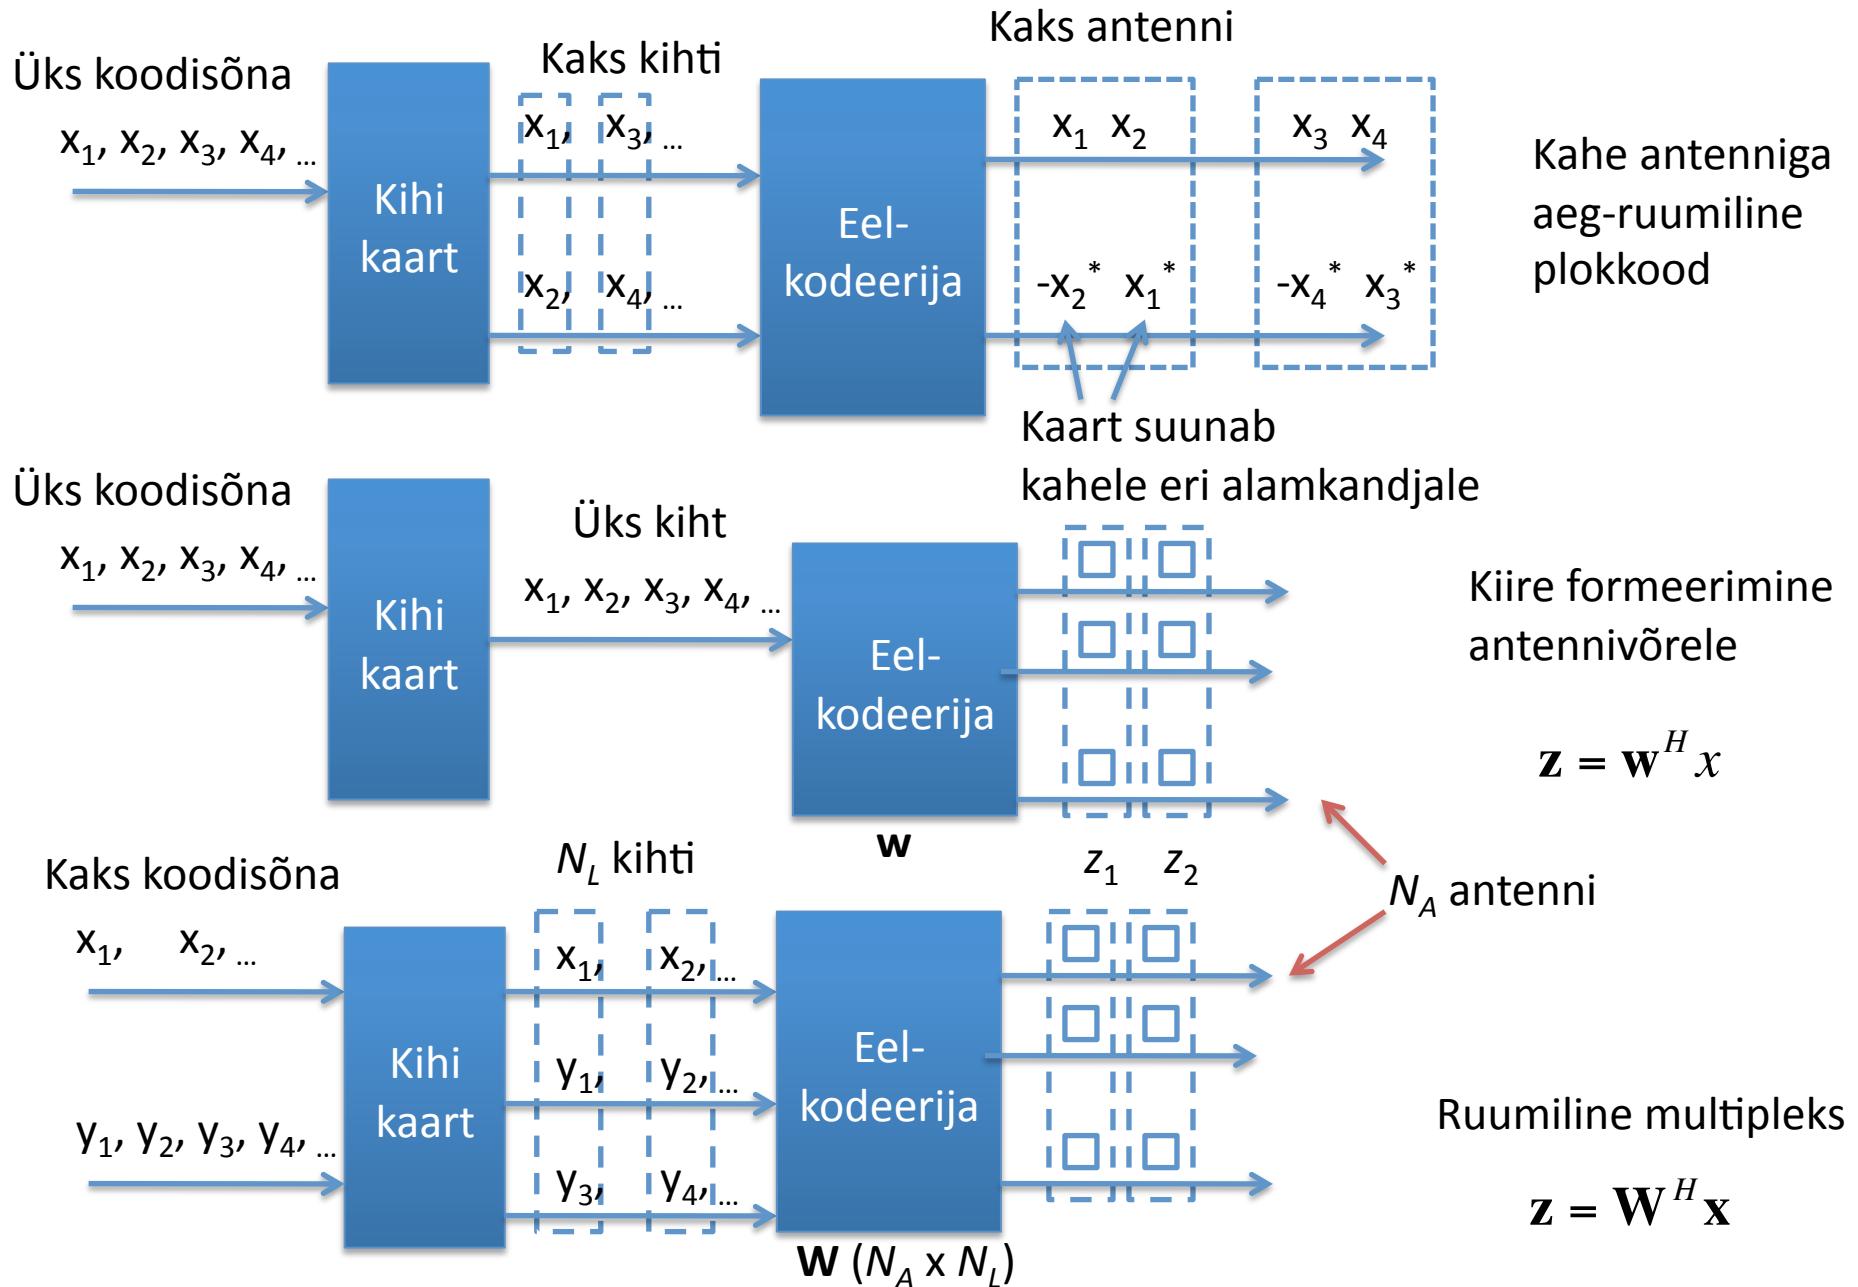 Üks koodisõna
x₁, x₂, x₃, x₄, ...
Kihi
kaart
Kaks kihti
x₁, x₃, ...
x₂, x₄, ...
Eel-
kodeerija
Kaks antenni
x₁ x₂ x₃ x₄
-x₂* x₁* -x₄* x₃*
Kaart suunab
kahele eri alamkandjale
Kahe antenniga
aeg-ruumiline
plokkood
Üks koodisõna
x₁, x₂, x₃, x₄, ...
Kihi
kaart
Üks kiht
x₁, x₂, x₃, x₄, ...
Eel-
kodeerija
w
z₁ z₂
Kiire formeerimine
antennivõrele
z = w^H x
N_A antenni
Kaks koodisõna
x₁, x₂, ...
y₁, y₂, y₃, y₄, ...
Kihi
kaart
N_L kihti
x₁, x₂, ...
y₁, y₂, ...
y₃, y₄, ...
Eel-
kodeerija
W (N_A x N_L)
Ruumiline multipleks
z = W^H x